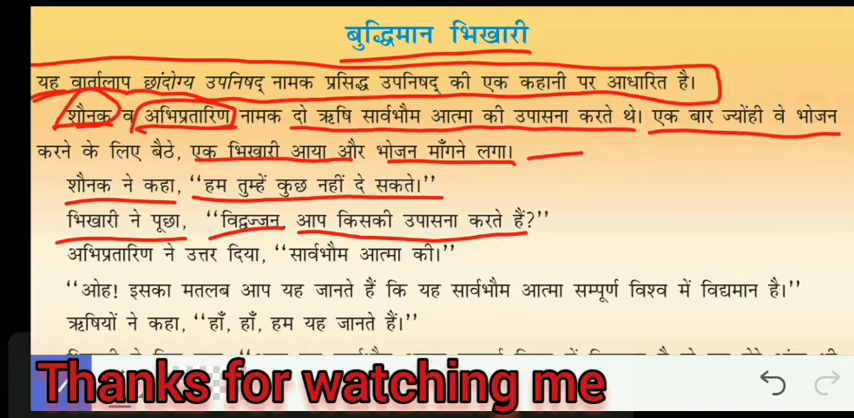 बुद्धिमान भिखारी
यह वार्तालाप छांदोग्य उपनिषद् नामक प्रसिद्ध उपनिषद् की एक कहानी पर आधारित है।
शौनक व अभिप्रतारिण नामक दो ऋषि सार्वभौम आत्मा की उपासना करते थे। एक बार ज्योंही वे भोजन
करने के लिए बैठे, एक भिखारी आया और भोजन माँगने लगा।
शौनक ने कहा, ‘‘हम तुम्हें कुछ नहीं दे सकते।’’
भिखारी ने पूछा, ‘‘विद्वज्जन, आप किसकी उपासना करते हैं?’’
अभिप्रतारिण ने उत्तर दिया, ‘‘सार्वभौम आत्मा की।’’
‘‘ओह! इसका मतलब आप यह जानते हैं कि यह सार्वभौम आत्मा सम्पूर्ण विश्व में विद्यमान है।’’
ऋषियों ने कहा, ‘‘हाँ, हाँ, हम यह जानते हैं।’’
Thanks for watching me